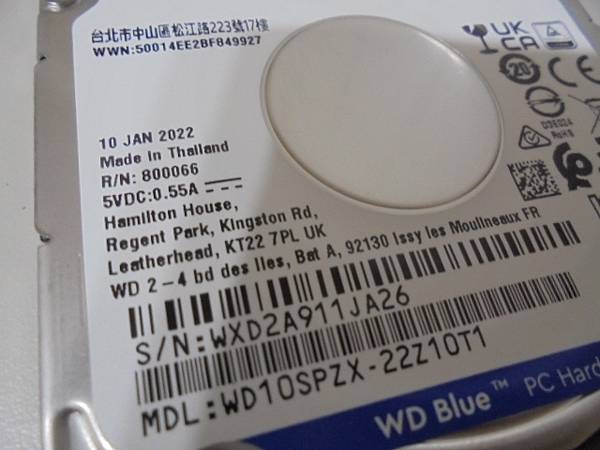 台北市中山區松江路223號17樓
WWN:50014EE2BF849927
UK
CA
20
CE
10 JAN 2022
Made In Thailand
R/N: 800066
5VDC:0.55A
Hamilton House,
Regent Park, Kingston Rd,
Leatherhead, KT22 7PL UK
WD 2-4 bd des Iles, Bat A, 92130 Issy les Moulineaux FR
S/N:WXD2A911JA26
MDL:WD10SPZX-22Z10T1
WD Blue™ PC Hard